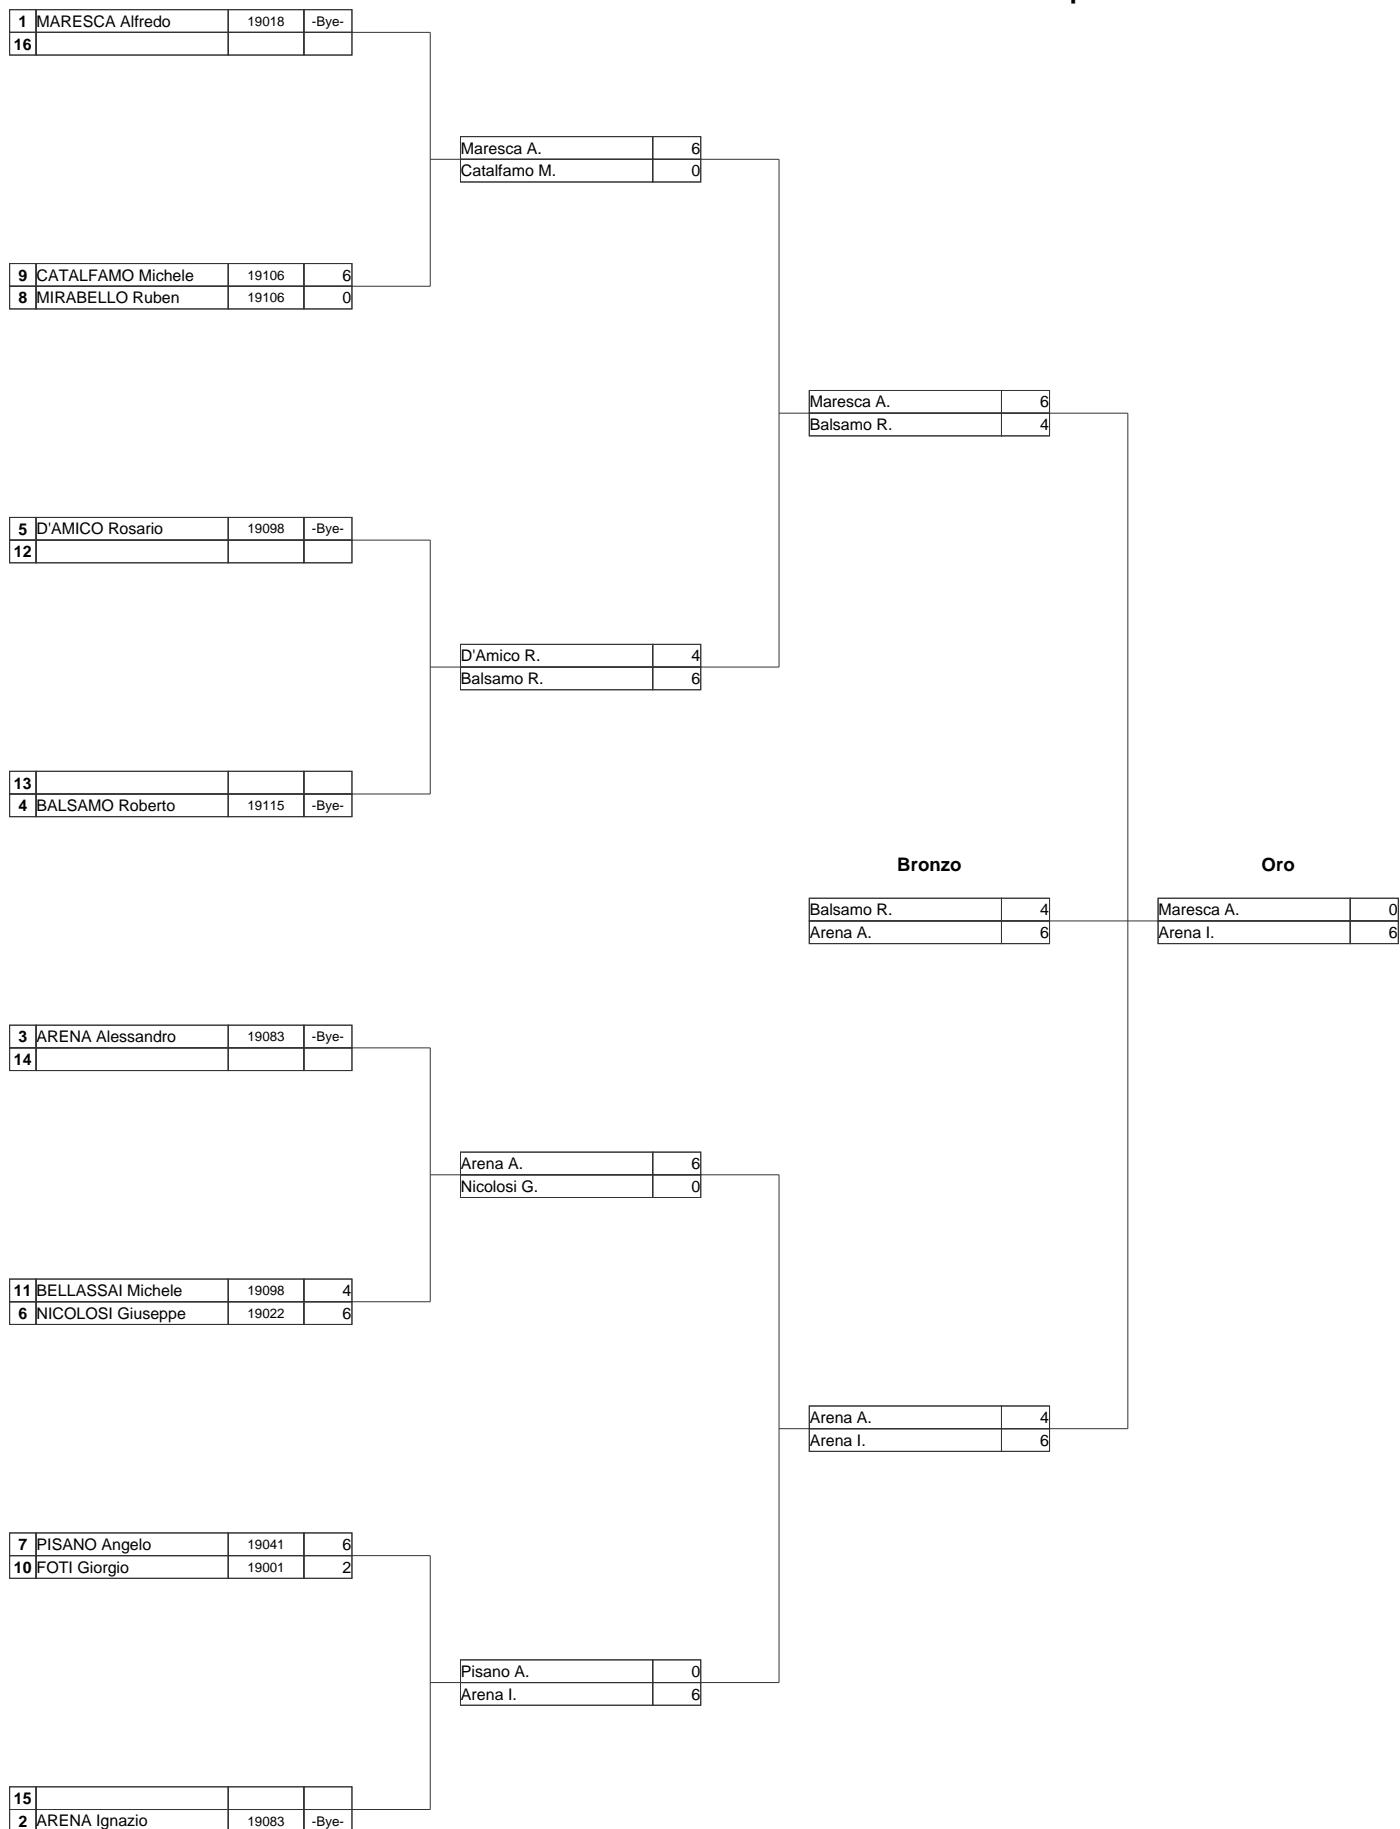 1 MARESCA Alfredo 19018 -Bye-
16
Maresca A. 6
Catalfamo M. 0
9 CATALFAMO Michele 19106 6
8 MIRABELLO Ruben 19106 0
Maresca A. 6
Balsamo R. 4
5 D'AMICO Rosario 19098 -Bye-
12
D'Amico R. 4
Balsamo R. 6
13
4 BALSAMO Roberto 19115 -Bye-
Bronzo Oro
Balsamo R. 4 Maresca A. 0
Arena A. 6 Arena I. 6
3 ARENA Alessandro 19083 -Bye-
14
Arena A. 6
Nicolosi G. 0
11 BELLASSAI Michele 19098 4
6 NICOLOSI Giuseppe 19022 6
Arena A. 4
Arena I. 6
7 PISANO Angelo 19041 6
10 FOTI Giorgio 19001 2
Pisano A. 0
Arena I. 6
15
2 ARENA Ignazio 19083 -Bye-